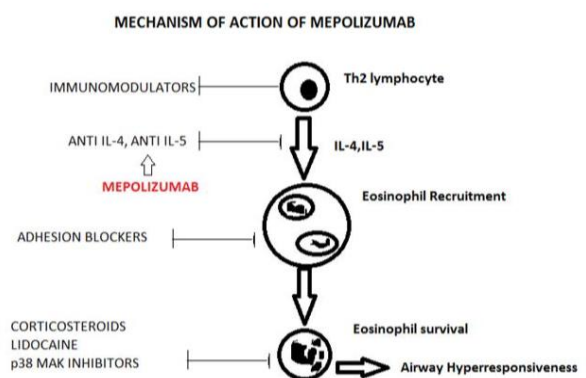 MECHANISM OF ACTION OF MEPOLIZUMAB
IMMUNOMODULATORS
Th2 lymphocyte
ANTI IL-4, ANTI IL-5
IL-4,IL-5
MEPOLIZUMAB
Eosinophil Recruitment
ADHESION BLOCKERS
CORTICOSTEROIDS
LIDOCAINE
p38 MAK INHIBITORS
Eosinophil survival
Airway Hyperresponsiveness